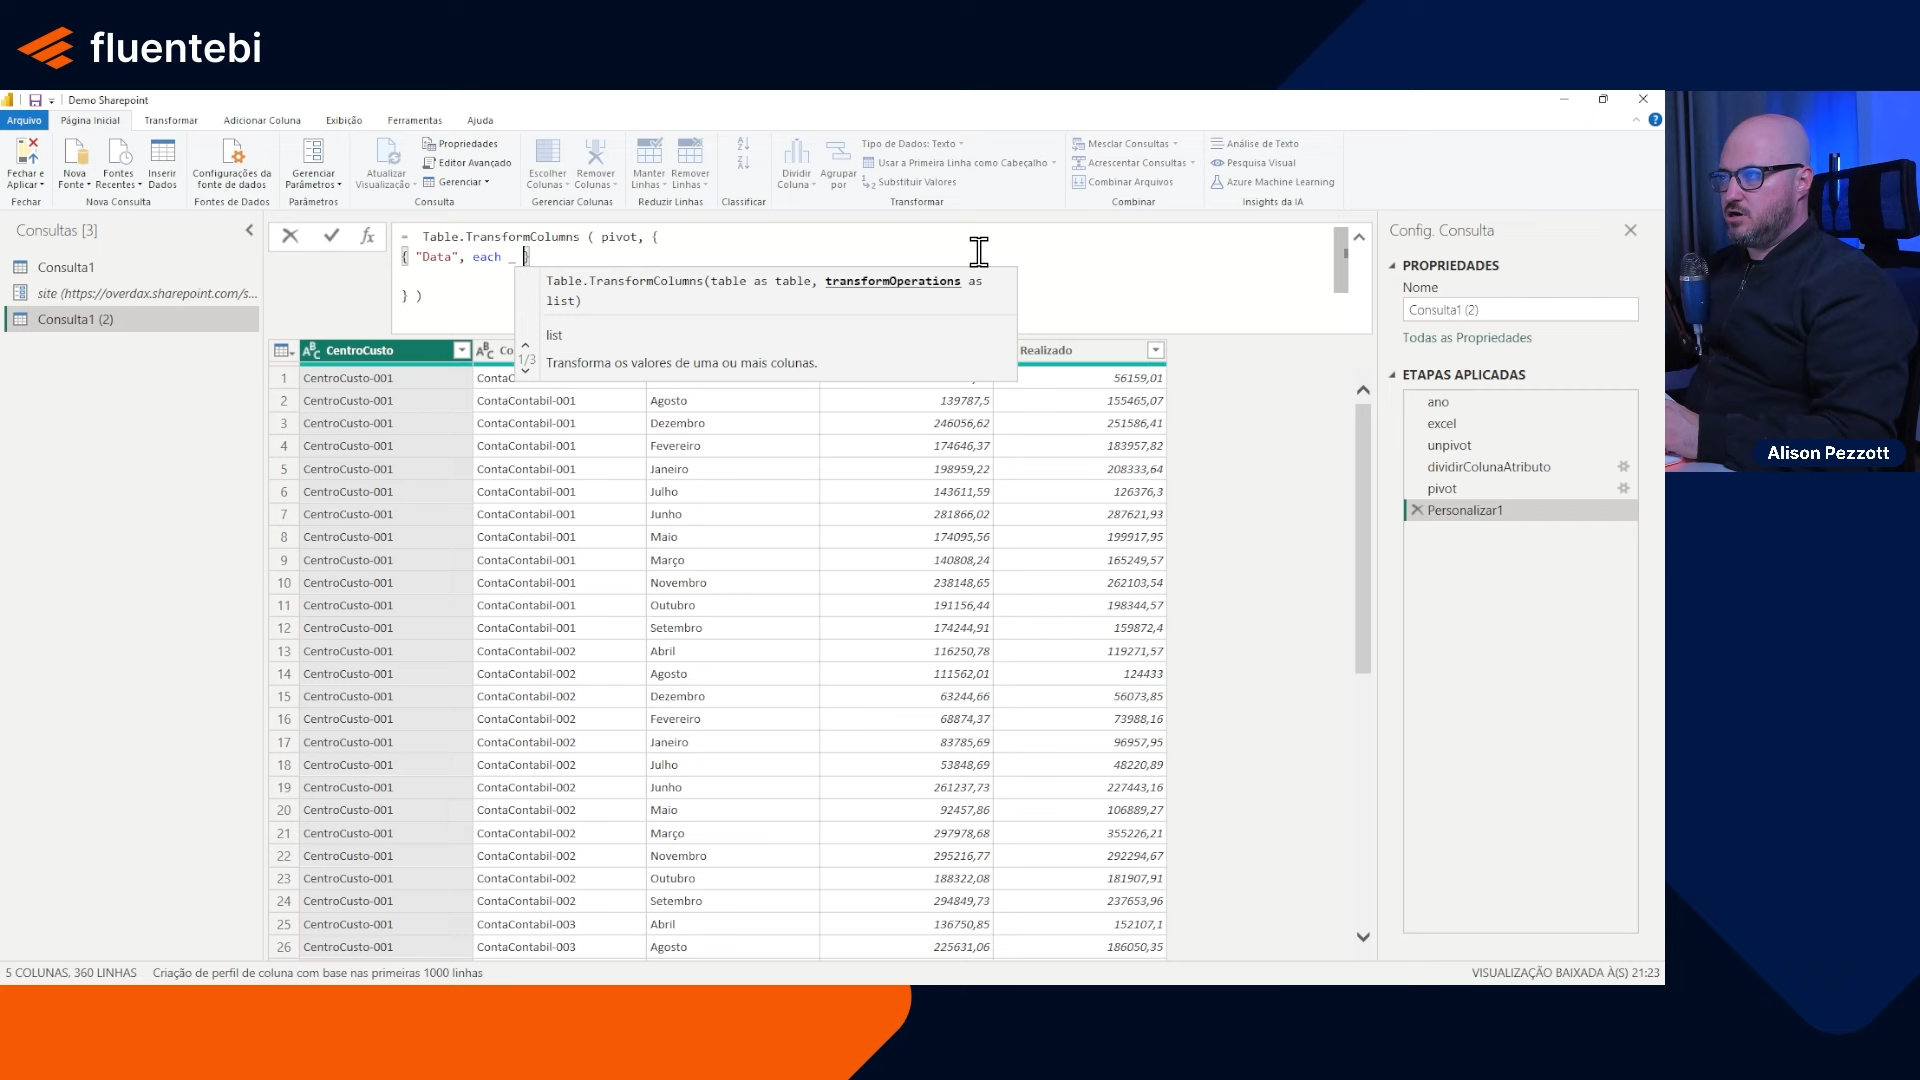 fluentebi
Demo Sharepoint
Arquivo Página Inicial Transformar Adicionar Coluna Exibição Ferramentas Ajuda
Fechar e Aplicar
Fechar
Nova Fonte
Fontes Recentes
Inserir Dados
Nova Consulta
Configurações da fonte de dados
Fontes de Dados
Gerenciar Parâmetros
Parâmetros
Atualizar Visualização
Propriedades
Editor Avançado
Gerenciar
Consulta
Escolher Colunas
Remover Colunas
Gerenciar Colunas
Manter Linhas
Remover Linhas
Reduzir Linhas
Classificar
Dividir Coluna
Agrupar por
Tipo de Dados: Texto
Usar a Primeira Linha como Cabeçalho
Substituir Valores
Transformar
Mesclar Consultas
Acrescentar Consultas
Combinar Arquivos
Combinar
Análise de Texto
Pesquisa Visual
Azure Machine Learning
Insights da IA
Consultas [3]
Consulta1
site (https://overdax.sharepoint.com/s...
Consulta1 (2)
fx
= Table.TransformColumns ( pivot, {
{ "Data", each _ }
} )
Table.TransformColumns(table as table, transformOperations as
list)
list
1/3
Transforma os valores de uma ou mais colunas.
CentroCusto Co Realizado
1 CentroCusto-001 ContaC 56159,01
2 CentroCusto-001 ContaContabil-001 Agosto 139787,5 155465,07
3 CentroCusto-001 ContaContabil-001 Dezembro 246056,62 251586,41
4 CentroCusto-001 ContaContabil-001 Fevereiro 174646,37 183957,82
5 CentroCusto-001 ContaContabil-001 Janeiro 198959,22 208333,64
6 CentroCusto-001 ContaContabil-001 Julho 143611,59 126376,3
7 CentroCusto-001 ContaContabil-001 Junho 281866,02 287621,93
8 CentroCusto-001 ContaContabil-001 Maio 174095,56 199917,95
9 CentroCusto-001 ContaContabil-001 Março 140808,24 165249,57
10 CentroCusto-001 ContaContabil-001 Novembro 238148,65 262103,54
11 CentroCusto-001 ContaContabil-001 Outubro 191156,44 198344,57
12 CentroCusto-001 ContaContabil-001 Setembro 174244,91 159872,4
13 CentroCusto-001 ContaContabil-002 Abril 116250,78 119271,57
14 CentroCusto-001 ContaContabil-002 Agosto 111562,01 124433
15 CentroCusto-001 ContaContabil-002 Dezembro 63244,66 56073,85
16 CentroCusto-001 ContaContabil-002 Fevereiro 68874,37 73988,16
17 CentroCusto-001 ContaContabil-002 Janeiro 83785,69 96957,95
18 CentroCusto-001 ContaContabil-002 Julho 53848,69 48220,89
19 CentroCusto-001 ContaContabil-002 Junho 261237,73 227443,16
20 CentroCusto-001 ContaContabil-002 Maio 92457,86 106889,27
21 CentroCusto-001 ContaContabil-002 Março 297978,68 355226,21
22 CentroCusto-001 ContaContabil-002 Novembro 295216,77 292294,67
23 CentroCusto-001 ContaContabil-002 Outubro 188322,08 181907,91
24 CentroCusto-001 ContaContabil-002 Setembro 294849,73 237653,96
25 CentroCusto-001 ContaContabil-003 Abril 136750,85 152107,1
26 CentroCusto-001 ContaContabil-003 Agosto 225631,06 186050,35
Config. Consulta
PROPRIEDADES
Nome
Consulta1 (2)
Todas as Propriedades
ETAPAS APLICADAS
ano
excel
unpivot
dividirColunaAtributo
pivot
Personalizar1
5 COLUNAS, 360 LINHAS Criação de perfil de coluna com base nas primeiras 1000 linhas
VISUALIZAÇÃO BAIXADA À(S) 21:23
Alison Pezzott